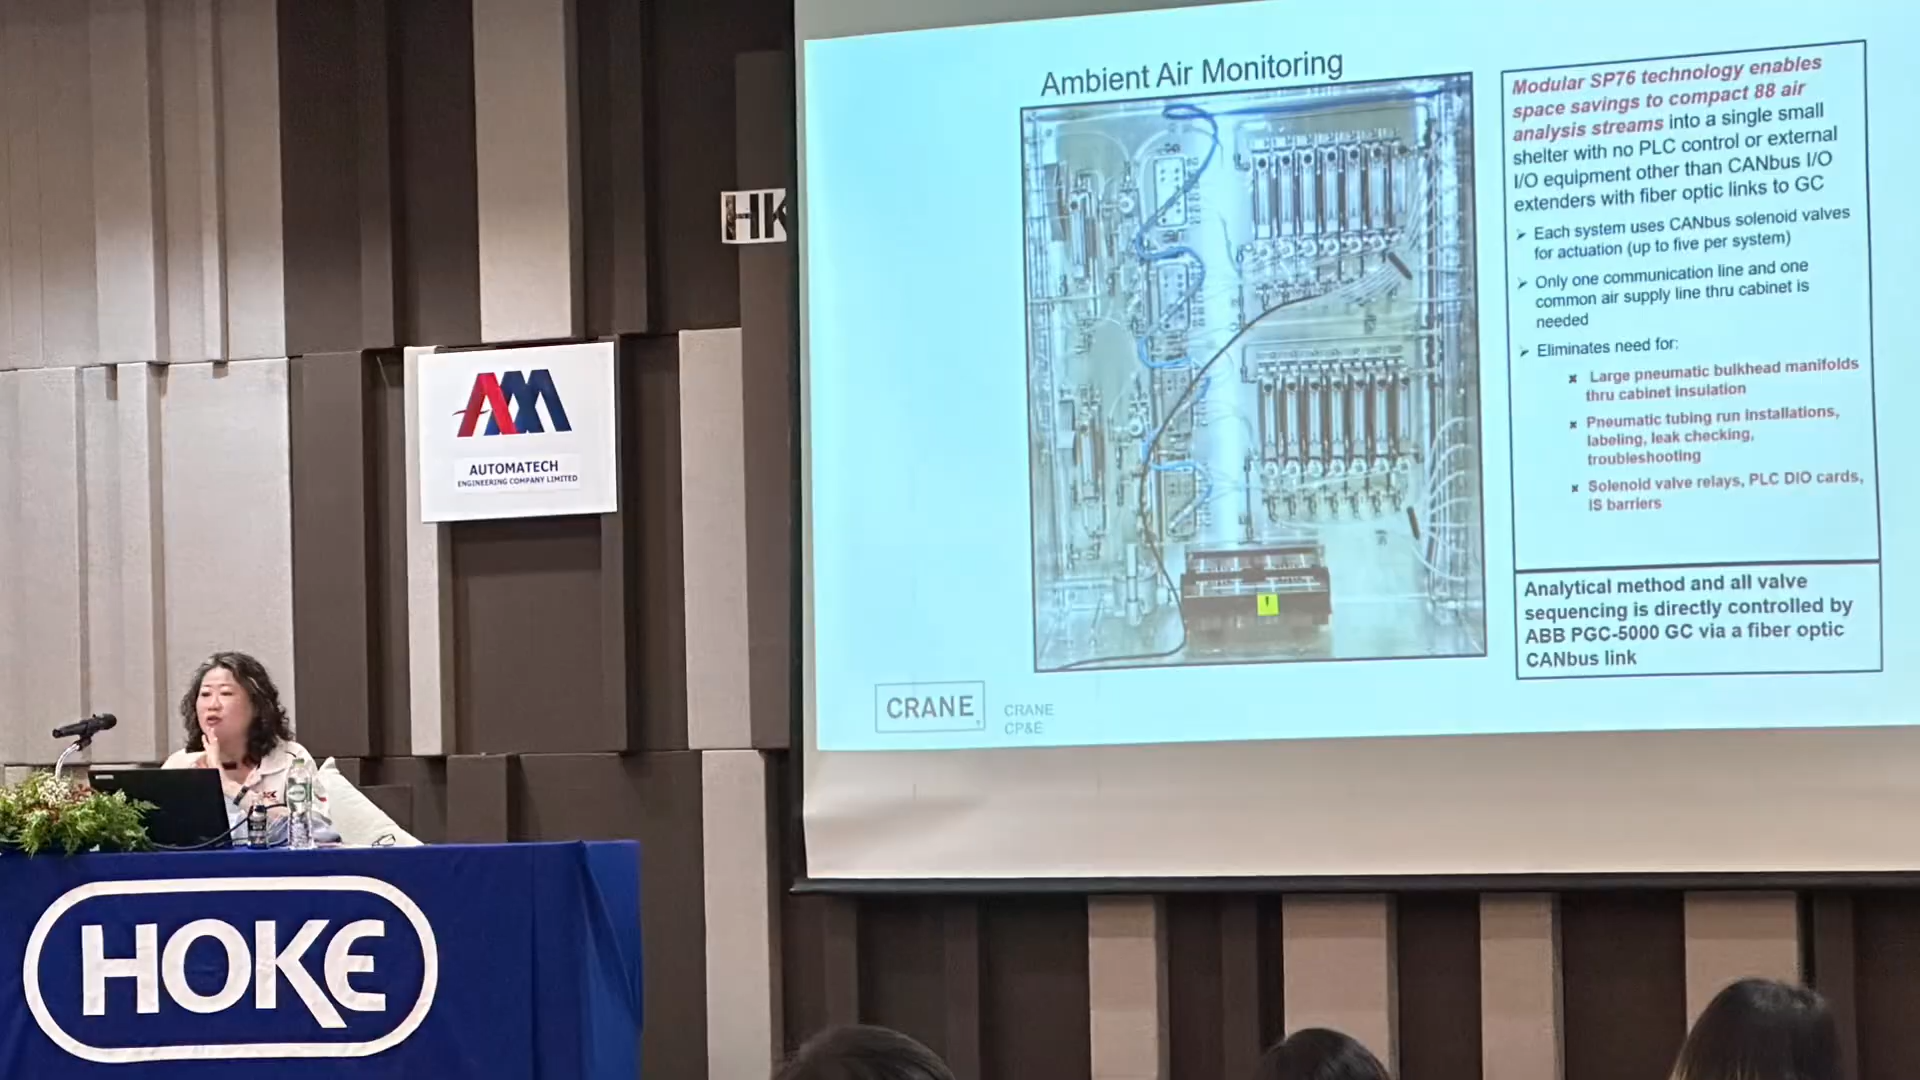 HK
AUTOMATECH
ENGINEERING COMPANY LIMITED
HOKE
Ambient Air Monitoring
Modular SP76 technology enables
space savings to compact 88 air
analysis streams into a single small
shelter with no PLC control or external
I/O equipment other than CANbus I/O
extenders with fiber optic links to GC
➢ Each system uses CANbus solenoid valves
for actuation (up to five per system)
➢ Only one communication line and one
common air supply line thru cabinet is
needed
➢ Eliminates need for:
Large pneumatic bulkhead manifolds
thru cabinet insulation
Pneumatic tubing run installations,
labeling, leak checking,
troubleshooting
Solenoid valve relays, PLC DIO cards,
IS barriers
Analytical method and all valve
sequencing is directly controlled by
ABB PGC-5000 GC via a fiber optic
CANbus link
CRANE
CRANE
CP&E